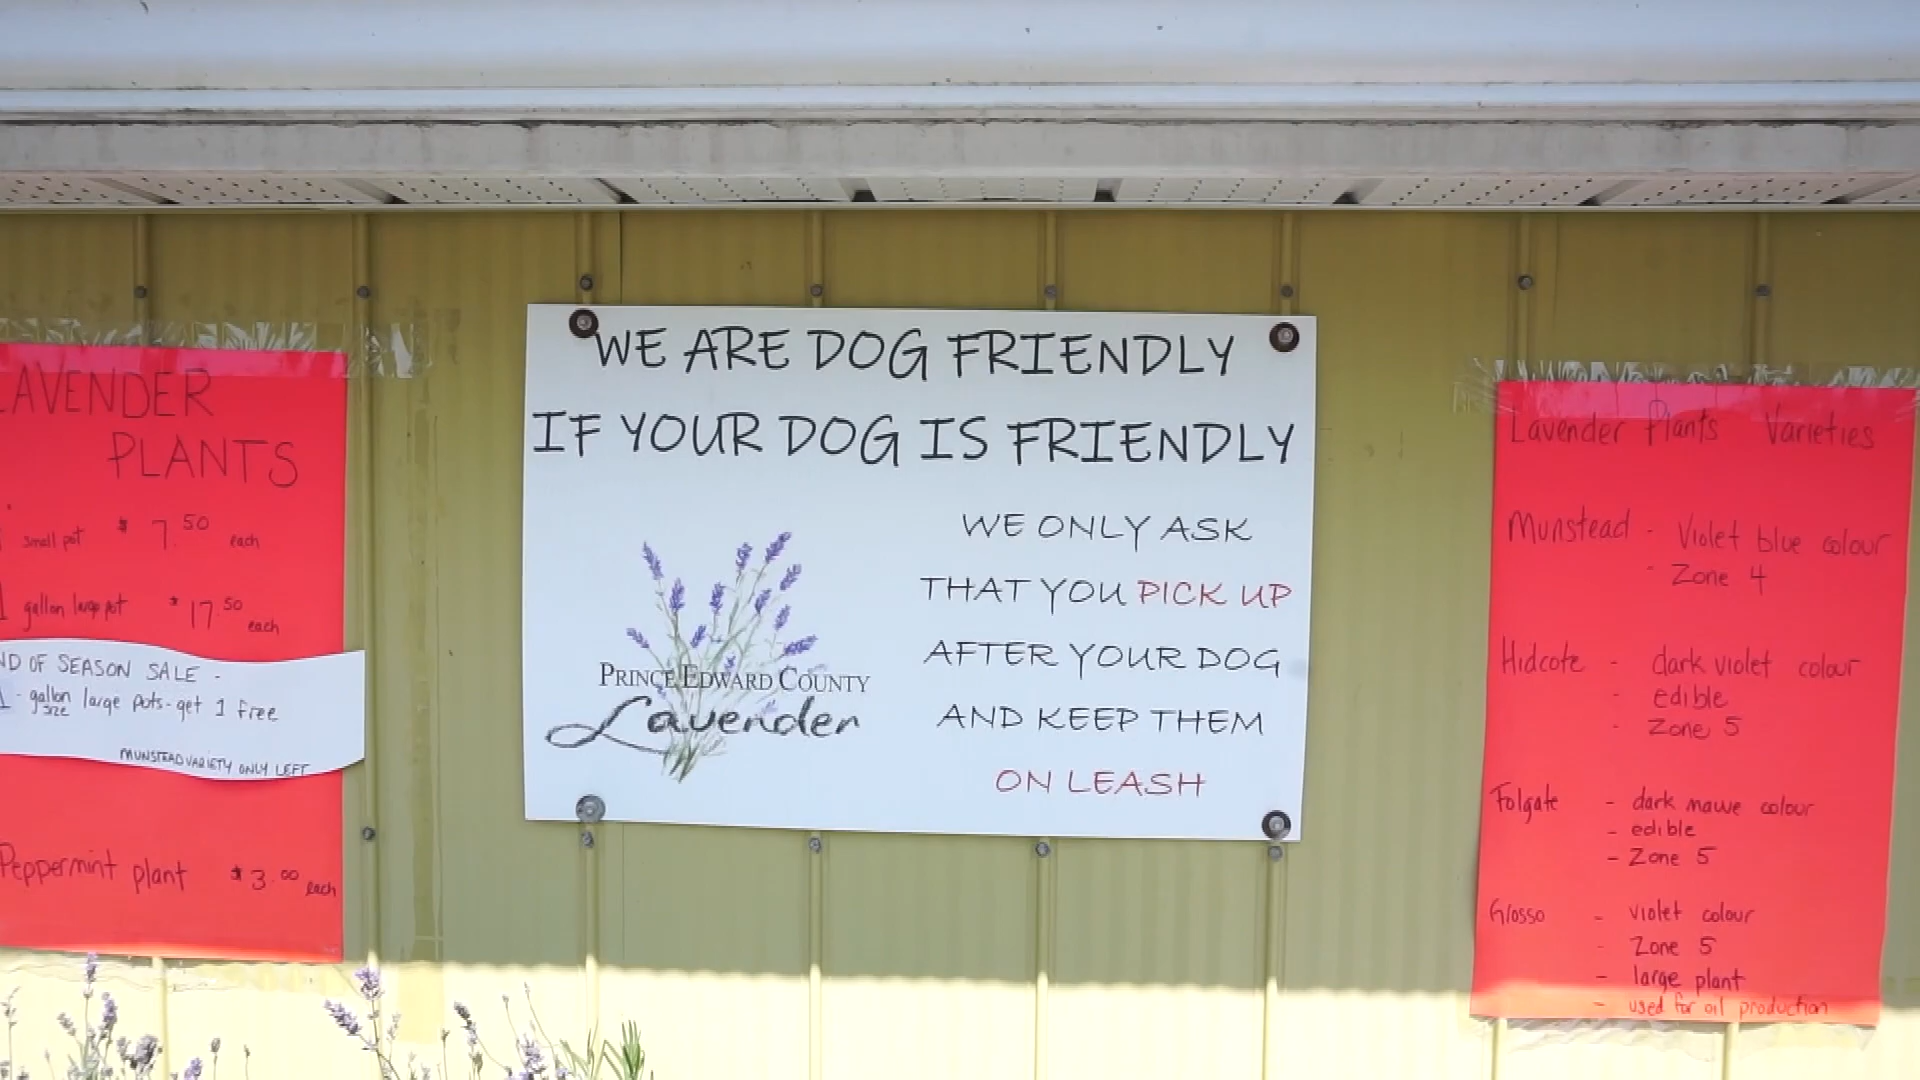 LAVENDER
PLANTS
small pot $ 7.50 each
1 gallon large pot $ 17.50 each
END OF SEASON SALE -
1 - gallon size large pots - get 1 free
MUNSTEAD VARIETY ONLY LEFT
Peppermint plant $3.00 each
WE ARE DOG FRIENDLY
IF YOUR DOG IS FRIENDLY
WE ONLY ASK
THAT YOU PICK UP
AFTER YOUR DOG
AND KEEP THEM
ON LEASH
PRINCE EDWARD COUNTY
Lavender
Lavender Plants Varieties
Munstead - Violet blue colour
- Zone 4
Hidcote - dark violet colour
- edible
- Zone 5
Folgate - dark mawe colour
- edible
- Zone 5
Grosso - violet colour
- Zone 5
- large plant
- used for oil production